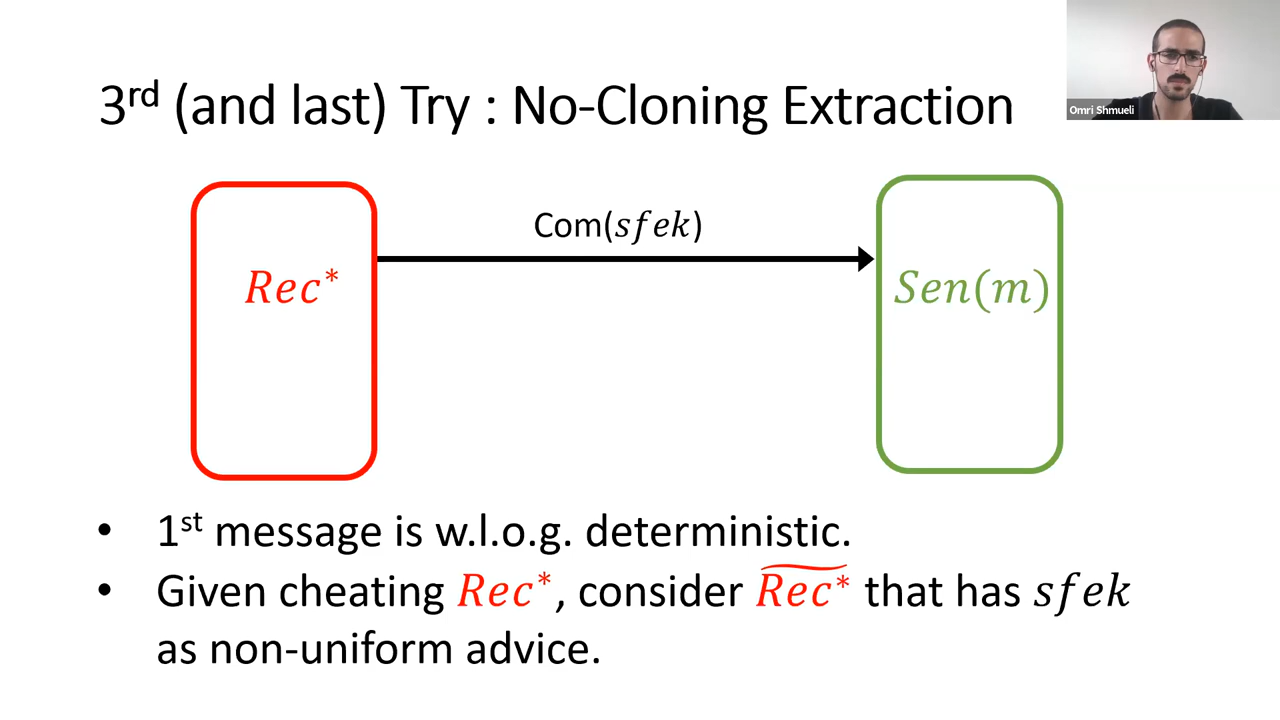 3rd (and last) Try : No-Cloning Extraction
Omri Shmueli
Com(sfek)
Rec*
Sen(m)
• 1st message is w.l.o.g. deterministic.
• Given cheating Rec*, consider \widetilde{Rec*} that has sfek
as non-uniform advice.